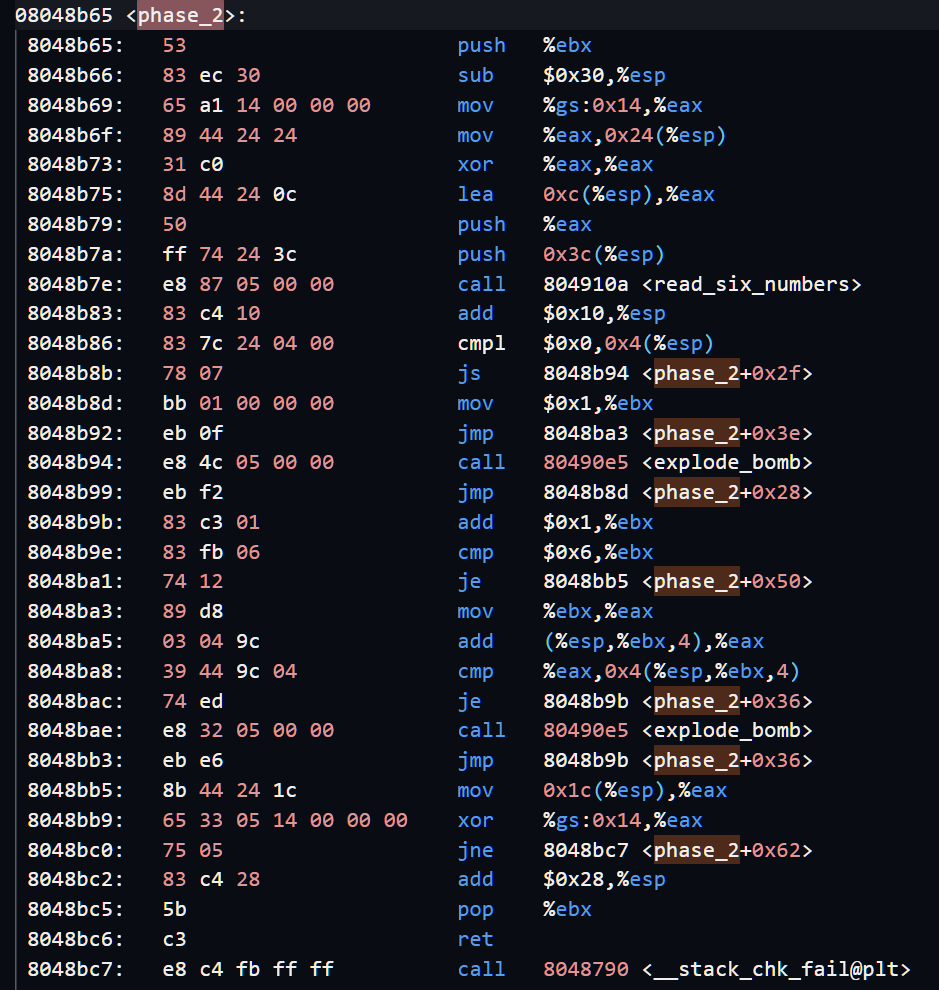 08048b65 <phase_2>:
8048b65: 53 push %ebx
8048b66: 83 ec 30 sub $0x30,%esp
8048b69: 65 a1 14 00 00 00 mov %gs:0x14,%eax
8048b6f: 89 44 24 24 mov %eax,0x24(%esp)
8048b73: 31 c0 xor %eax,%eax
8048b75: 8d 44 24 0c lea 0xc(%esp),%eax
8048b79: 50 push %eax
8048b7a: ff 74 24 3c push 0x3c(%esp)
8048b7e: e8 87 05 00 00 call 804910a <read_six_numbers>
8048b83: 83 c4 10 add $0x10,%esp
8048b86: 83 7c 24 04 00 cmpl $0x0,0x4(%esp)
8048b8b: 78 07 js 8048b94 <phase_2+0x2f>
8048b8d: bb 01 00 00 00 mov $0x1,%ebx
8048b92: eb 0f jmp 8048ba3 <phase_2+0x3e>
8048b94: e8 4c 05 00 00 call 80490e5 <explode_bomb>
8048b99: eb f2 jmp 8048b8d <phase_2+0x28>
8048b9b: 83 c3 01 add $0x1,%ebx
8048b9e: 83 fb 06 cmp $0x6,%ebx
8048ba1: 74 12 je 8048bb5 <phase_2+0x50>
8048ba3: 89 d8 mov %ebx,%eax
8048ba5: 03 04 9c add (%esp,%ebx,4),%eax
8048ba8: 39 44 9c 04 cmp %eax,0x4(%esp,%ebx,4)
8048bac: 74 ed je 8048b9b <phase_2+0x36>
8048bae: e8 32 05 00 00 call 80490e5 <explode_bomb>
8048bb3: eb e6 jmp 8048b9b <phase_2+0x36>
8048bb5: 8b 44 24 1c mov 0x1c(%esp),%eax
8048bb9: 65 33 05 14 00 00 00 xor %gs:0x14,%eax
8048bc0: 75 05 jne 8048bc7 <phase_2+0x62>
8048bc2: 83 c4 28 add $0x28,%esp
8048bc5: 5b pop %ebx
8048bc6: c3 ret
8048bc7: e8 c4 fb ff ff call 8048790 <__stack_chk_fail@plt>